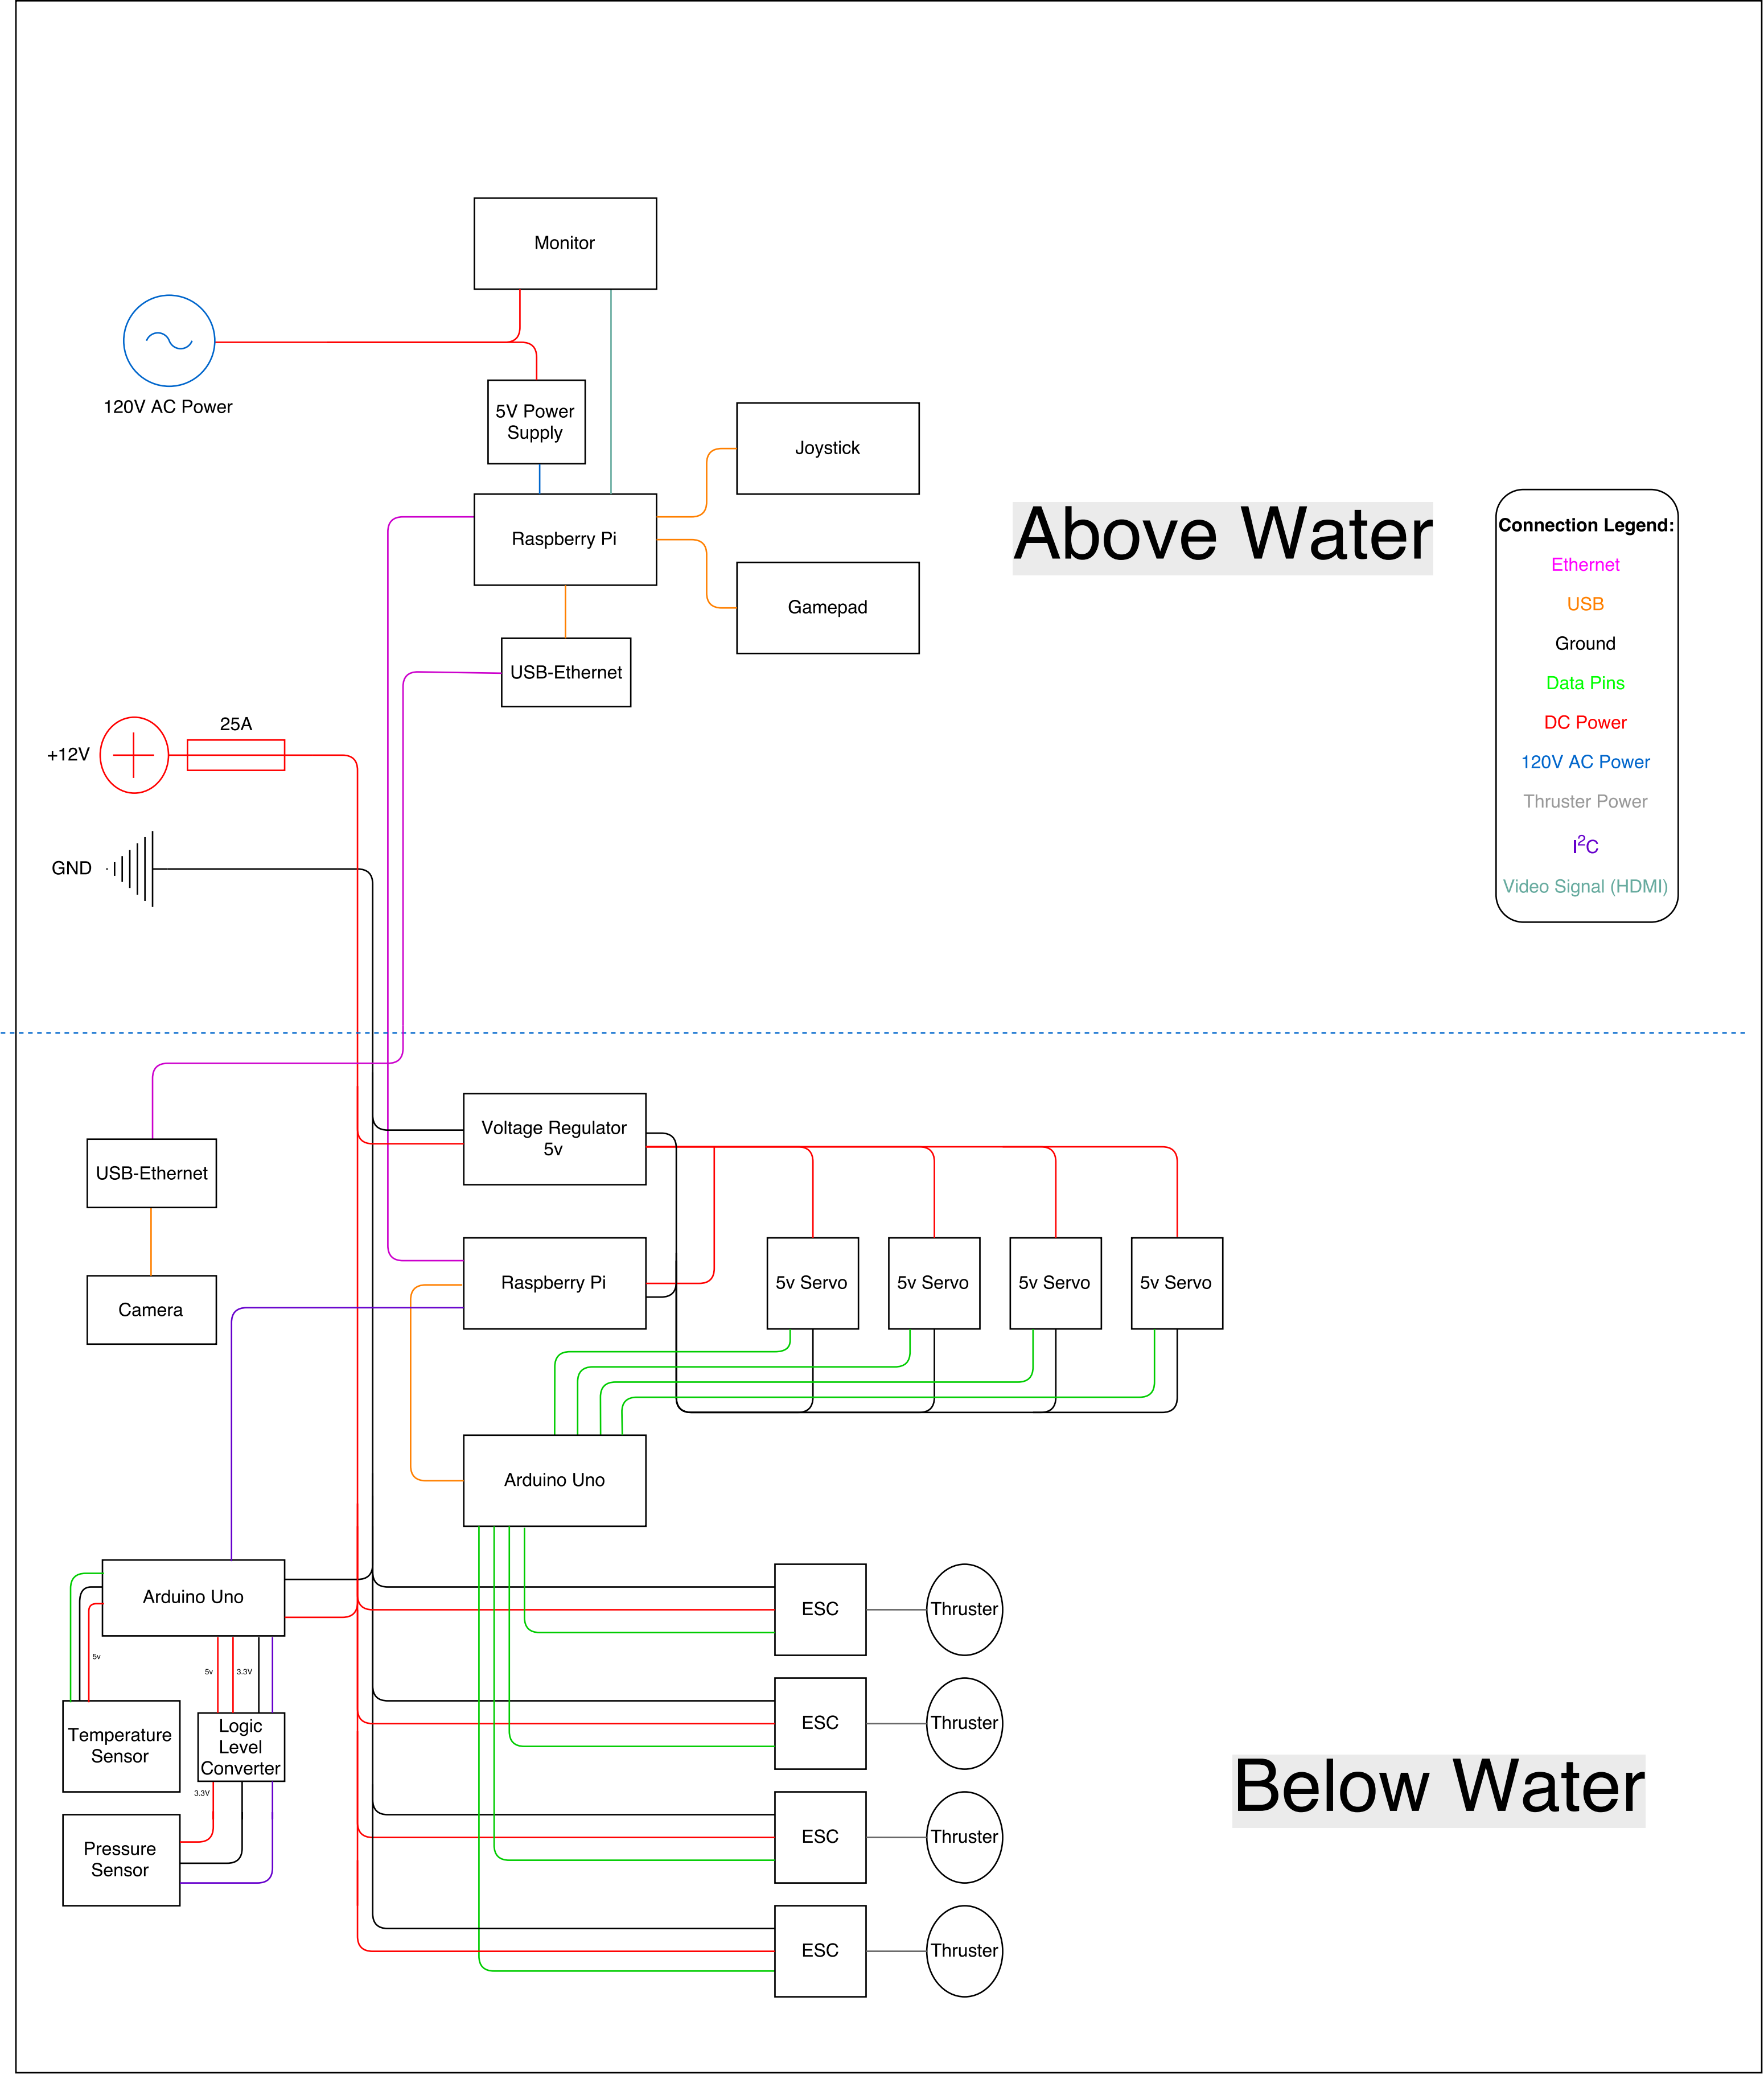 Monitor
120V AC Power
5V Power
Supply
Joystick
Raspberry Pi
Gamepad
USB-Ethernet
Above Water
Connection Legend:
Ethernet
USB
Ground
Data Pins
DC Power
120V AC Power
Thruster Power
I²C
Video Signal (HDMI)
25A
+12V
GND
Voltage Regulator
5v
USB-Ethernet
Camera
Raspberry Pi
5v Servo
5v Servo
5v Servo
5v Servo
Arduino Uno
Arduino Uno
5v
5v
3.3V
Temperature
Sensor
Logic
Level
Converter
3.3V
Pressure
Sensor
ESC
Thruster
ESC
Thruster
ESC
Thruster
ESC
Thruster
Below Water